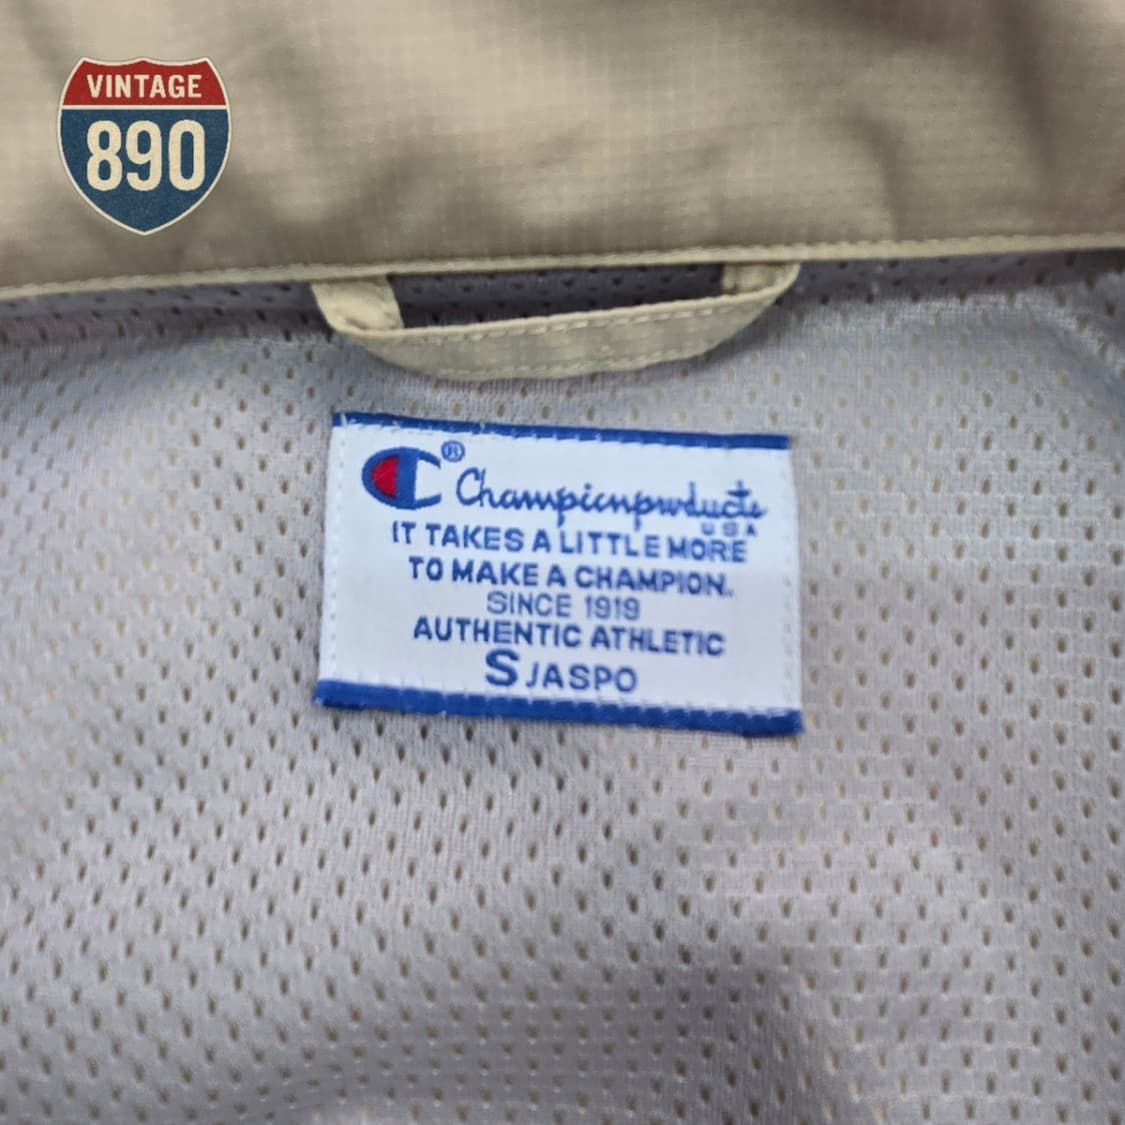 VINTAGE
890
® Championproducts
USA
IT TAKES A LITTLE MORE
TO MAKE A CHAMPION.
SINCE 1919
AUTHENTIC ATHLETIC
S JASPO